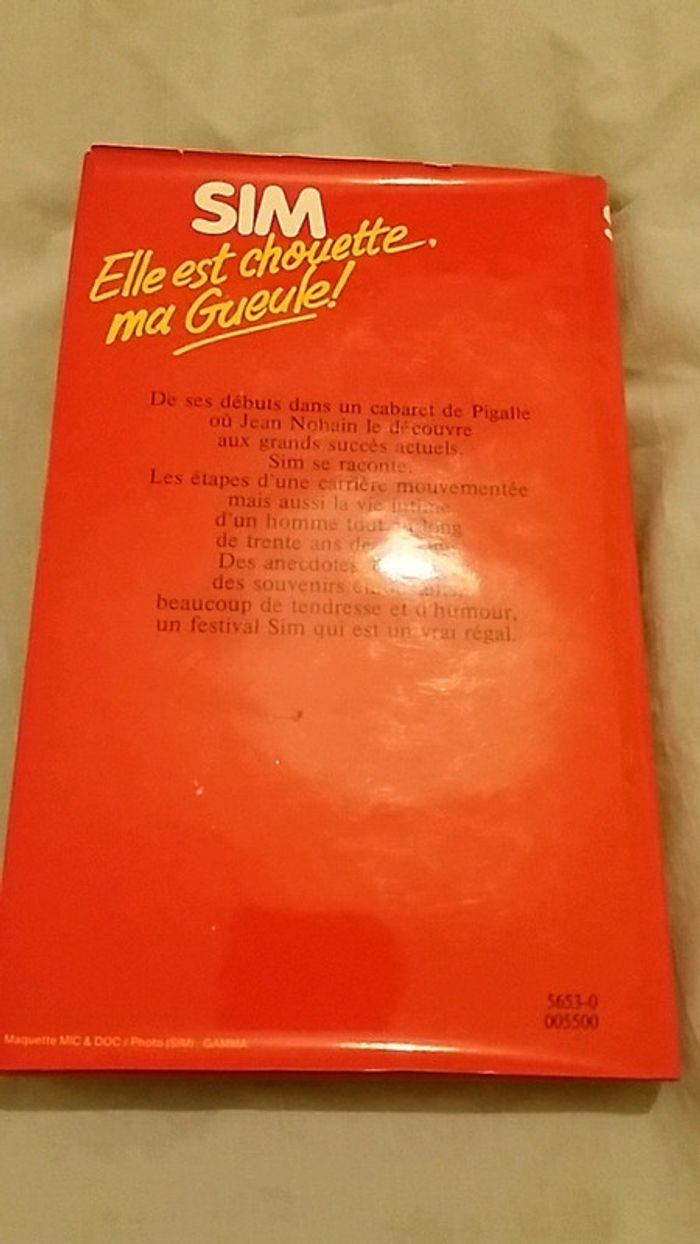 SIM
Elle est chouette,
ma Gueule!
De ses débuts dans un cabaret de Pigalle
où Jean Nohain le découvre
aux grands succès actuels,
Sim se raconte.
Les étapes d'une carrière mouvementée
mais aussi la vie intime
d'un homme tout au long
de trente ans de
Des anecdotes
des souvenirs
beaucoup de tendresse et d'humour,
un festival Sim qui est un vrai régal.
5653-0
005500
Maquette MIC & DOC / Photo (SIM) : GAMMA
S